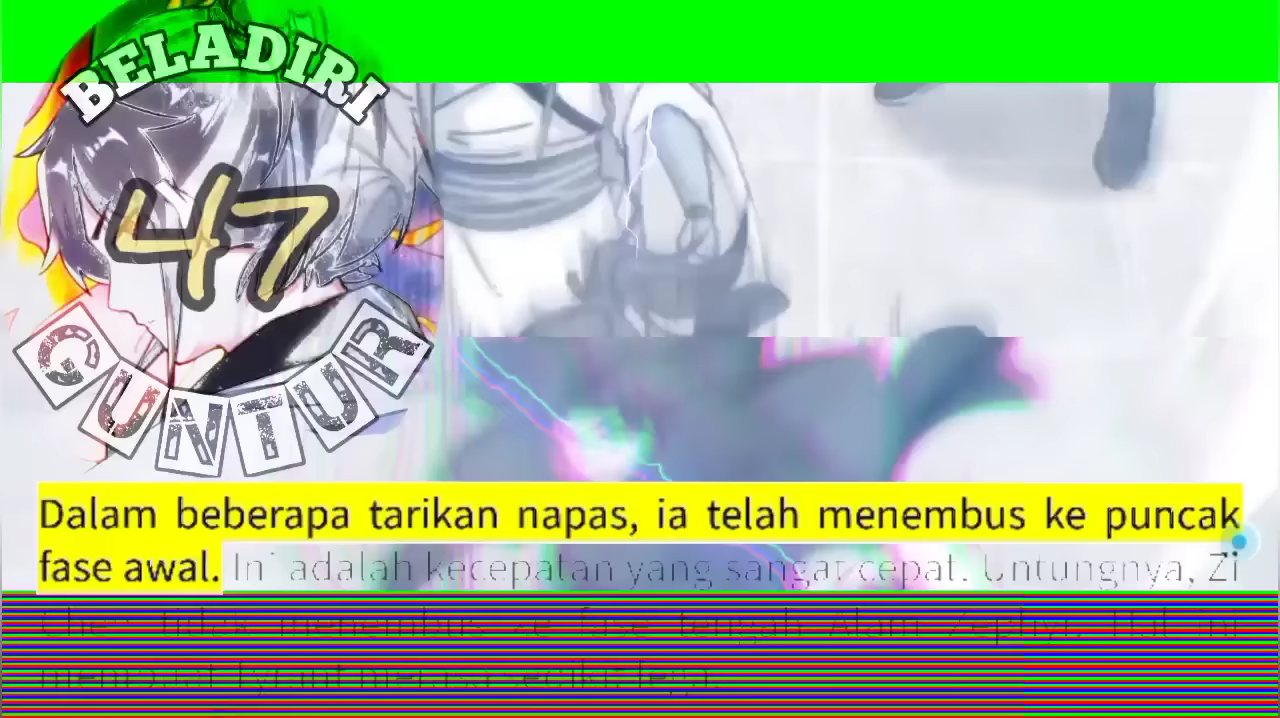 BELADIRI
47
GUNTUR
Dalam beberapa tarikan napas, ia telah menembus ke puncak
fase awal. Ini adalah kecepatan yang sangat cepat. Untungnya, Zi
Chen tidak menembus ke fase tengah Alam Zephyr. Hal ini
membuat Tyrant merasa sedikit lega.